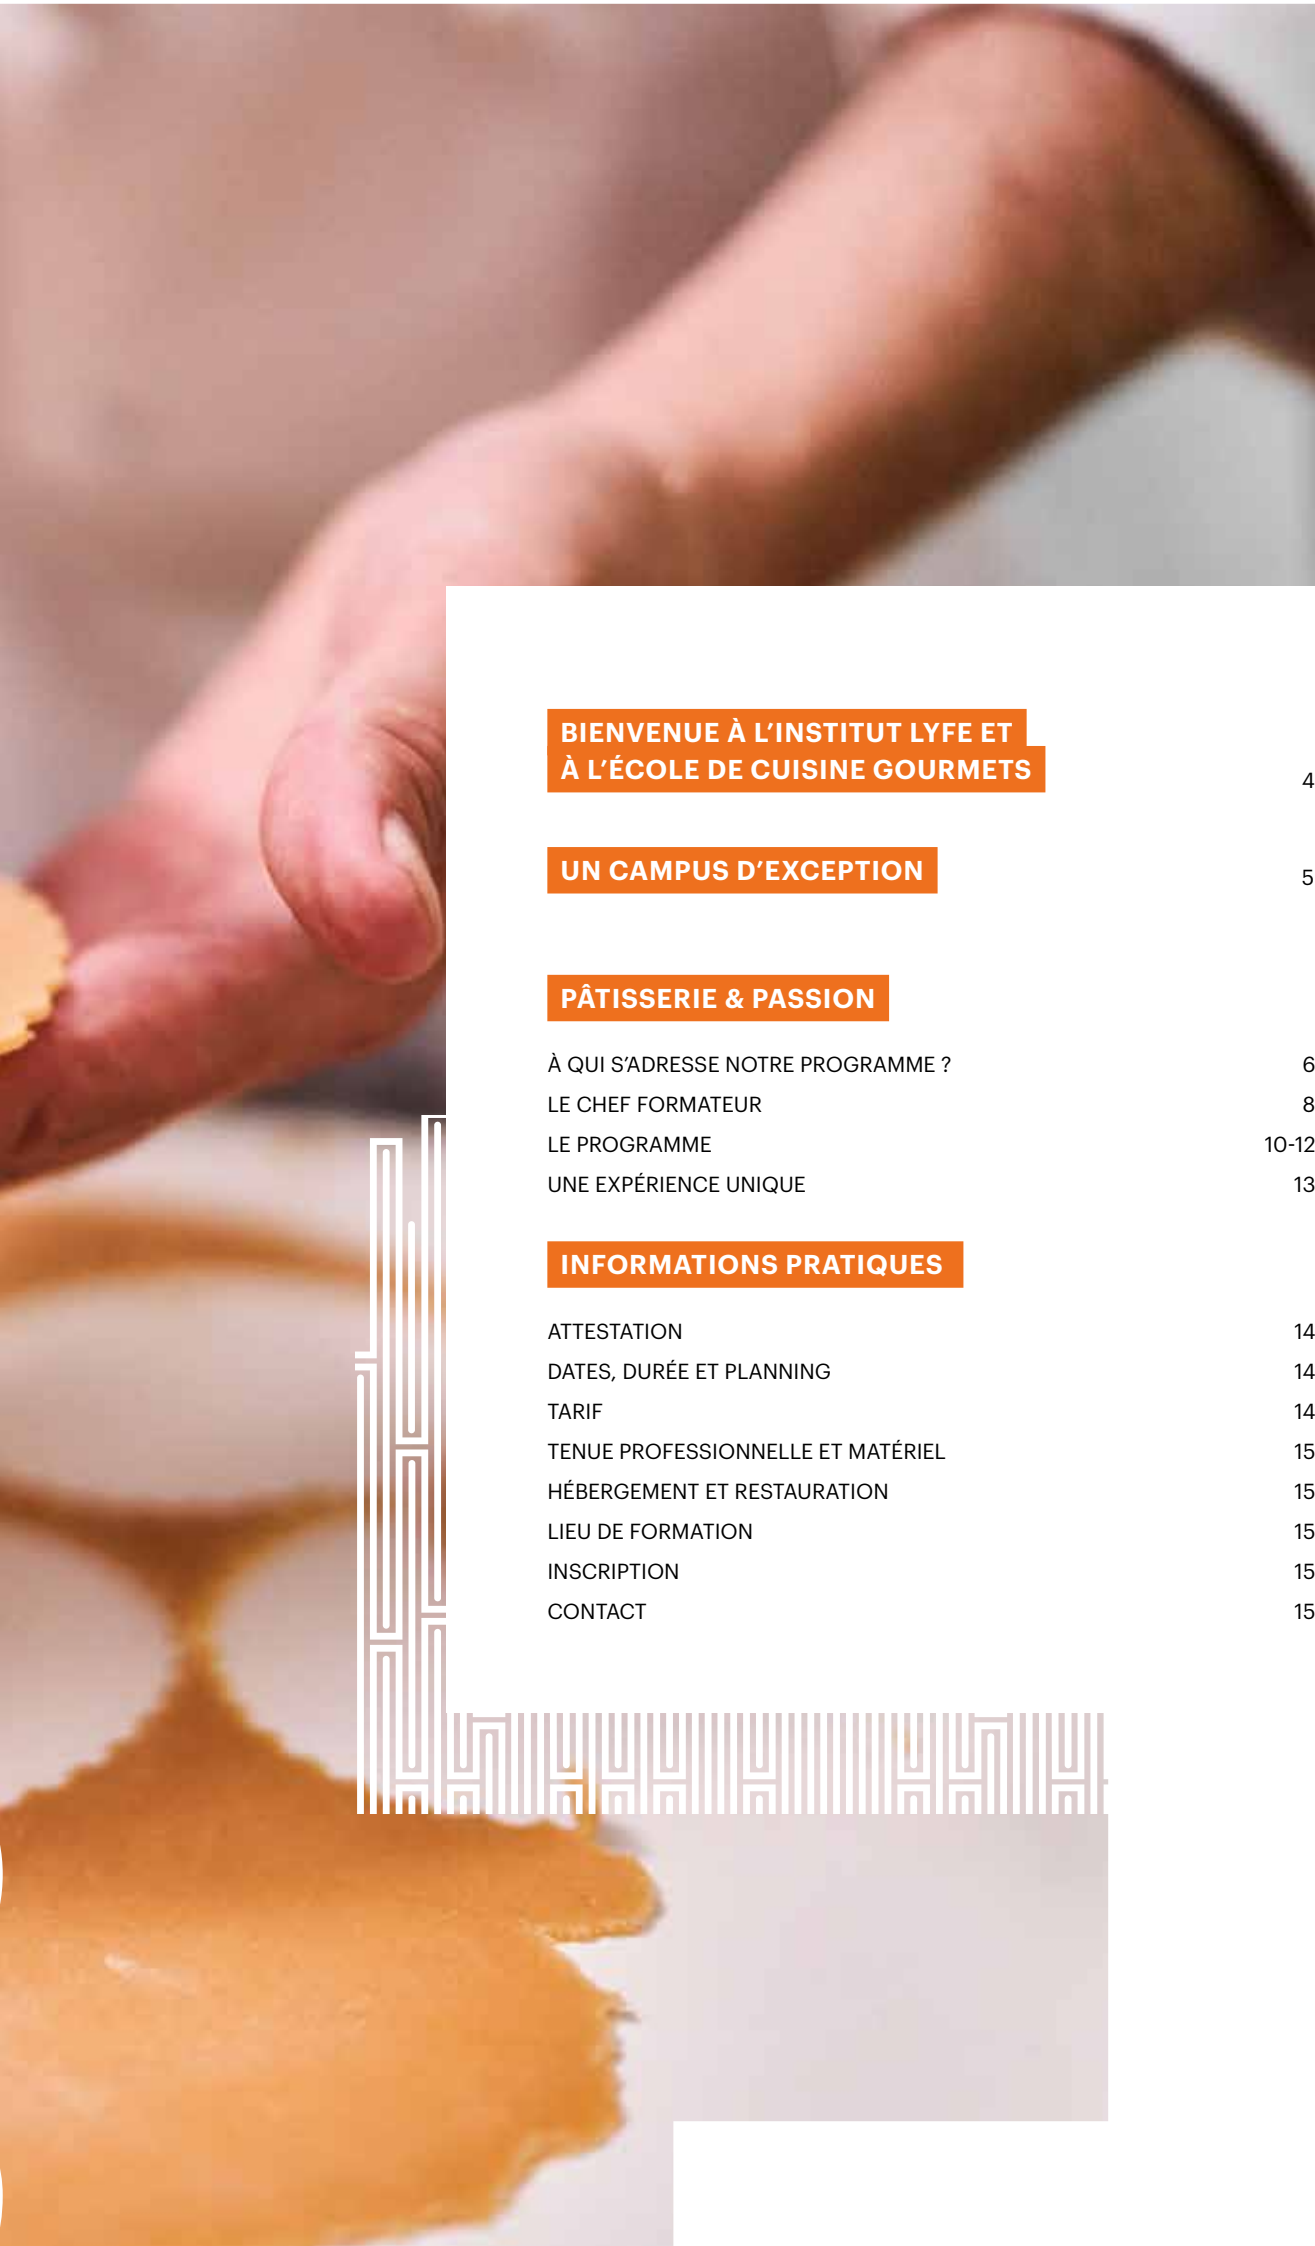 BIENVENUE À L’INSTITUT LYFE ET
À L’ÉCOLE DE CUISINE GOURMETS 4
UN CAMPUS D’EXCEPTION 5
PÂTISSERIE & PASSION
À QUI S’ADRESSE NOTRE PROGRAMME ? 6
LE CHEF FORMATEUR 8
LE PROGRAMME 10-12
UNE EXPÉRIENCE UNIQUE 13
INFORMATIONS PRATIQUES
ATTESTATION 14
DATES, DURÉE ET PLANNING 14
TARIF 14
TENUE PROFESSIONNELLE ET MATÉRIEL 15
HÉBERGEMENT ET RESTAURATION 15
LIEU DE FORMATION 15
INSCRIPTION 15
CONTACT 15